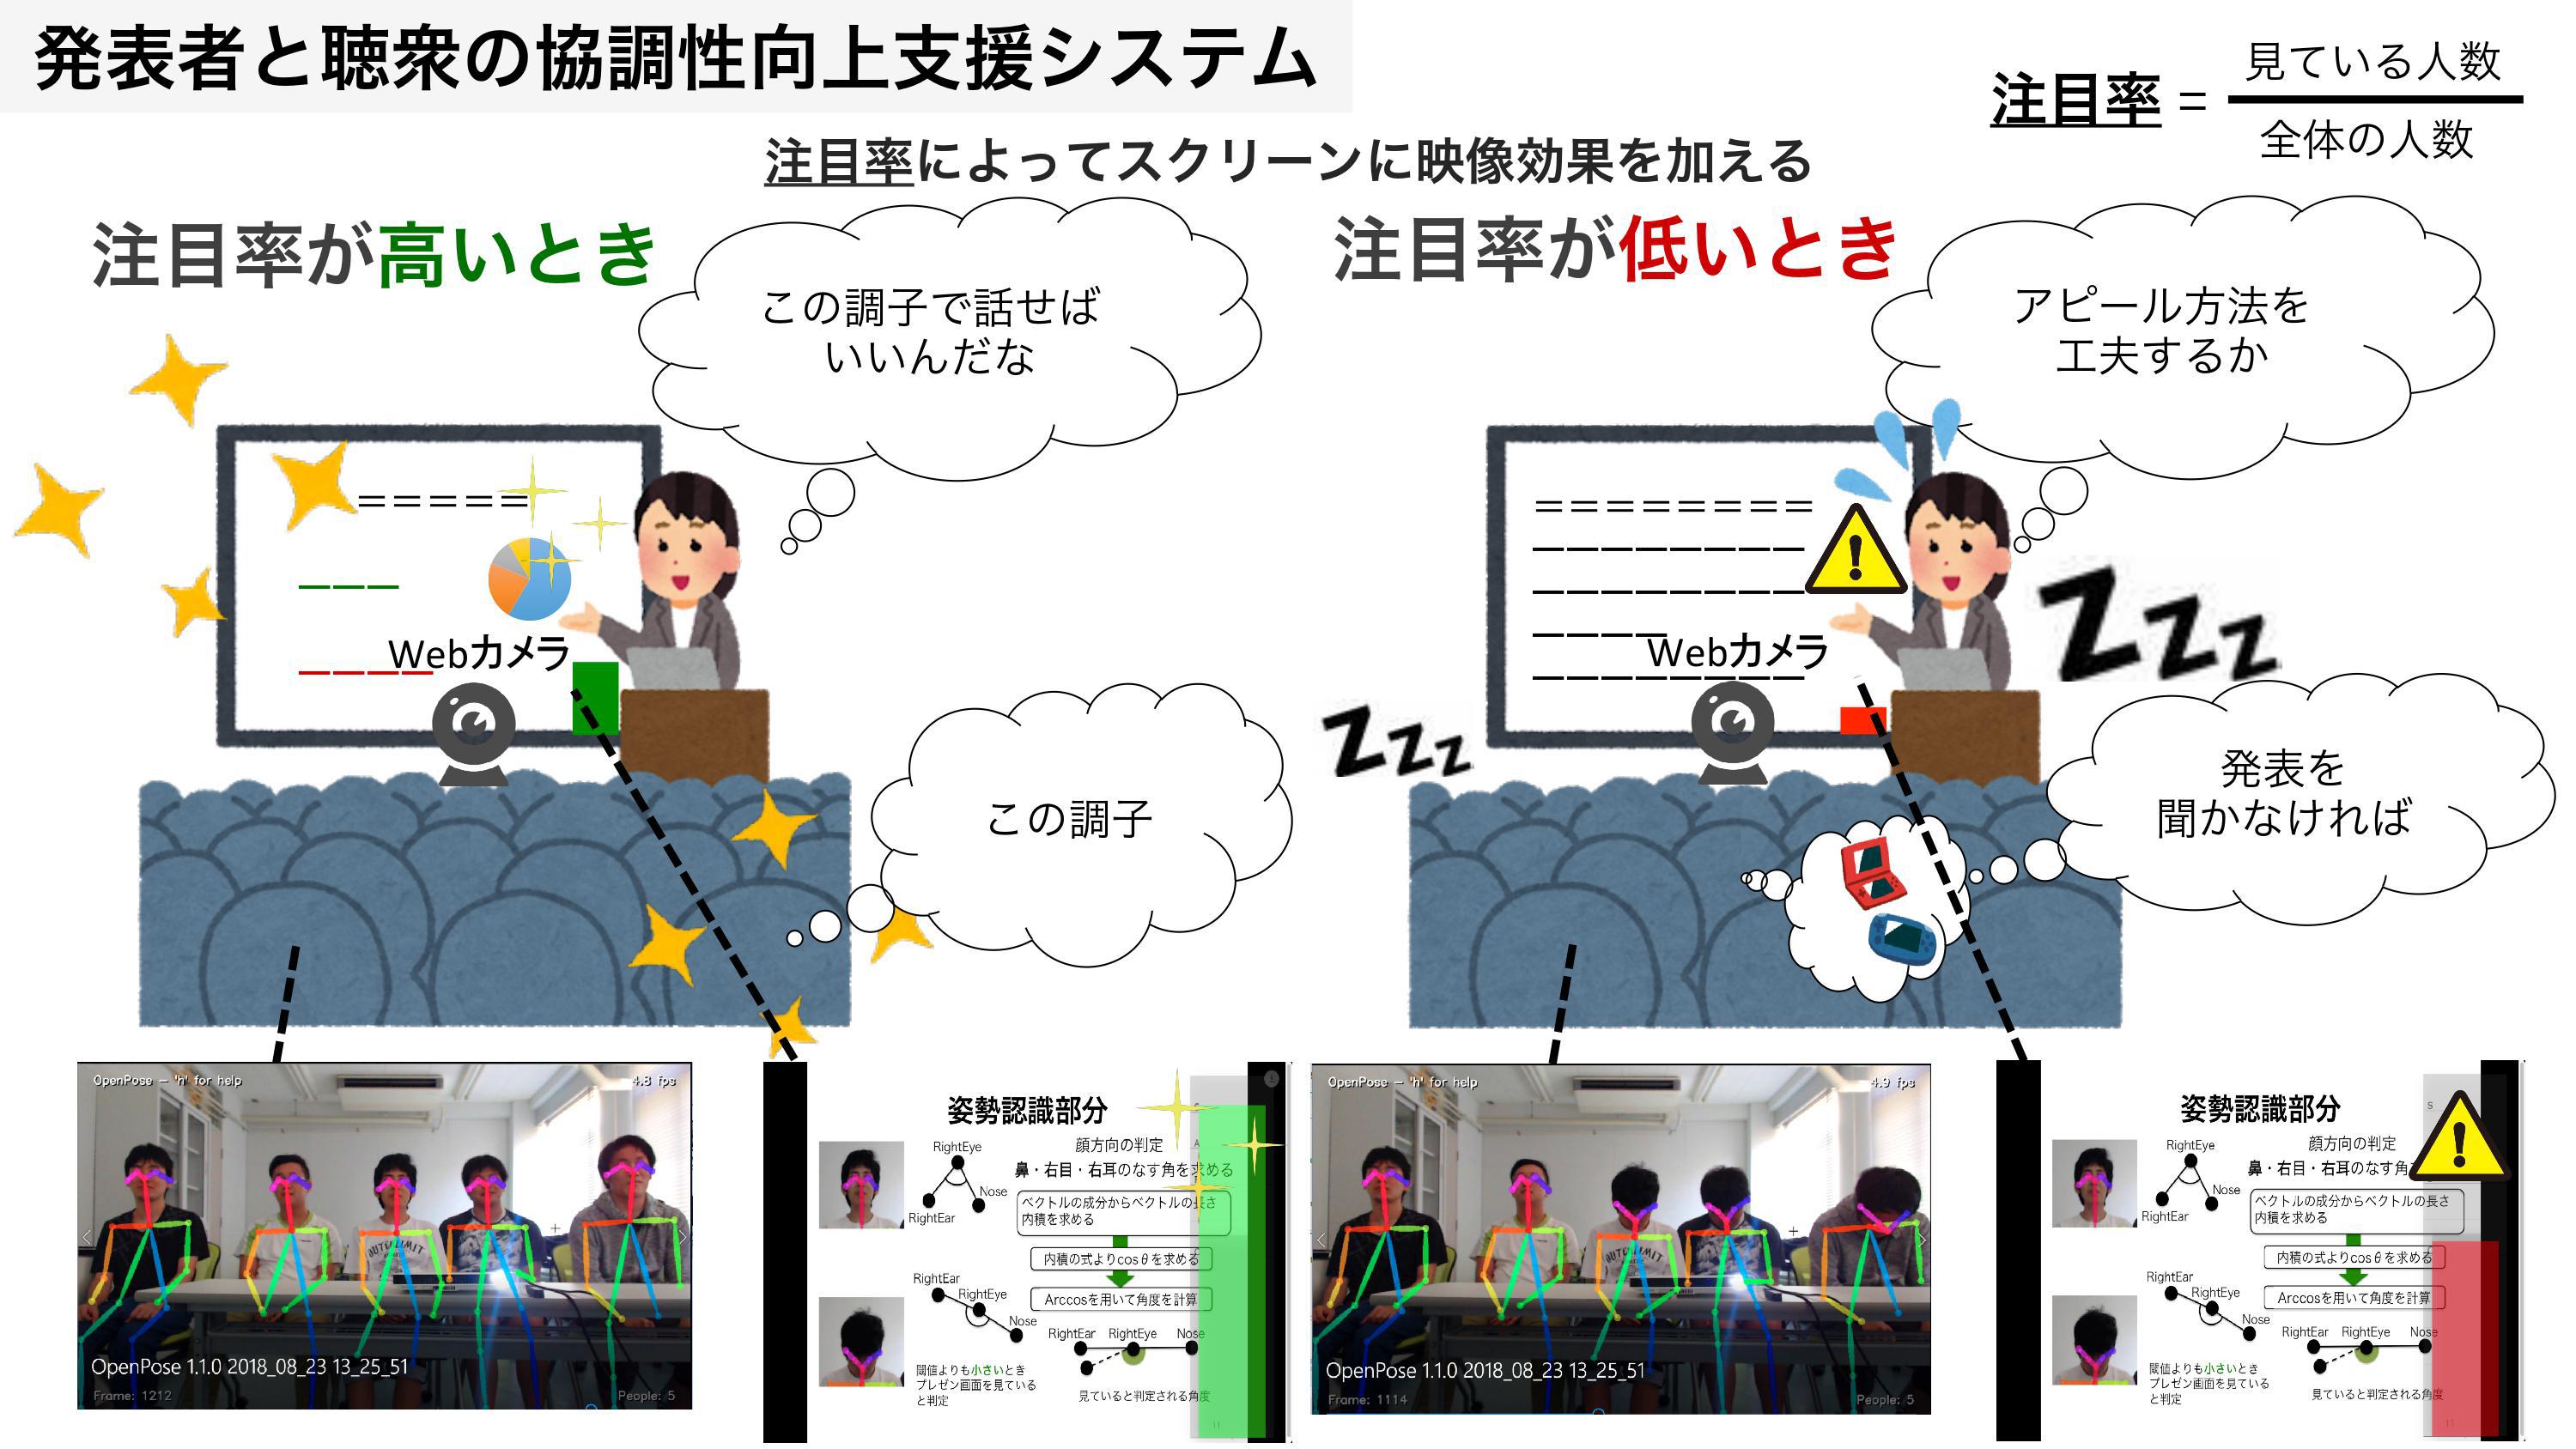 発表者と聴衆の協調性向上支援システム
注目率 = 見ている人数
全体の人数
注目率によってスクリーンに映像効果を加える
注目率が高いとき
この調子で話せば
いいんだな
Webカメラ
この調子
OpenPose - 'h' for help
4.8 fps
OpenPose 1.1.0 2018_08_23 13_25_51
Frame: 1212
People: 5
姿勢認識部分
顔方向の判定
鼻・右目・右耳のなす角を求める
RightEye
Nose
RightEar
ベクトルの成分からベクトルの長さ
内積を求める
内積の式よりcosθを求める
Arccosを用いて角度を計算
RightEar
RightEye
Nose
RightEar RightEye Nose
閾値よりも小さいとき
プレゼン画面を見ている
と判定
見ていると判定される角度
11
注目率が低いとき
アピール方法を
工夫するか
zzz
zzz
Webカメラ
発表を
聞かなければ
OpenPose - 'h' for help
4.9 fps
OpenPose 1.1.0 2018_08_23 13_25_51
Frame: 1114
People: 5
姿勢認識部分
顔方向の判定
鼻・右目・右耳のなす角
RightEye
Nose
RightEar
ベクトルの成分からベクトルの長さ
内積を求める
内積の式よりcosθを求める
Arccosを用いて角度を計算
RightEar
RightEye
Nose
RightEar RightEye Nose
閾値よりも小さいとき
プレゼン画面を見ている
と判定
見ていると判定される角度
11